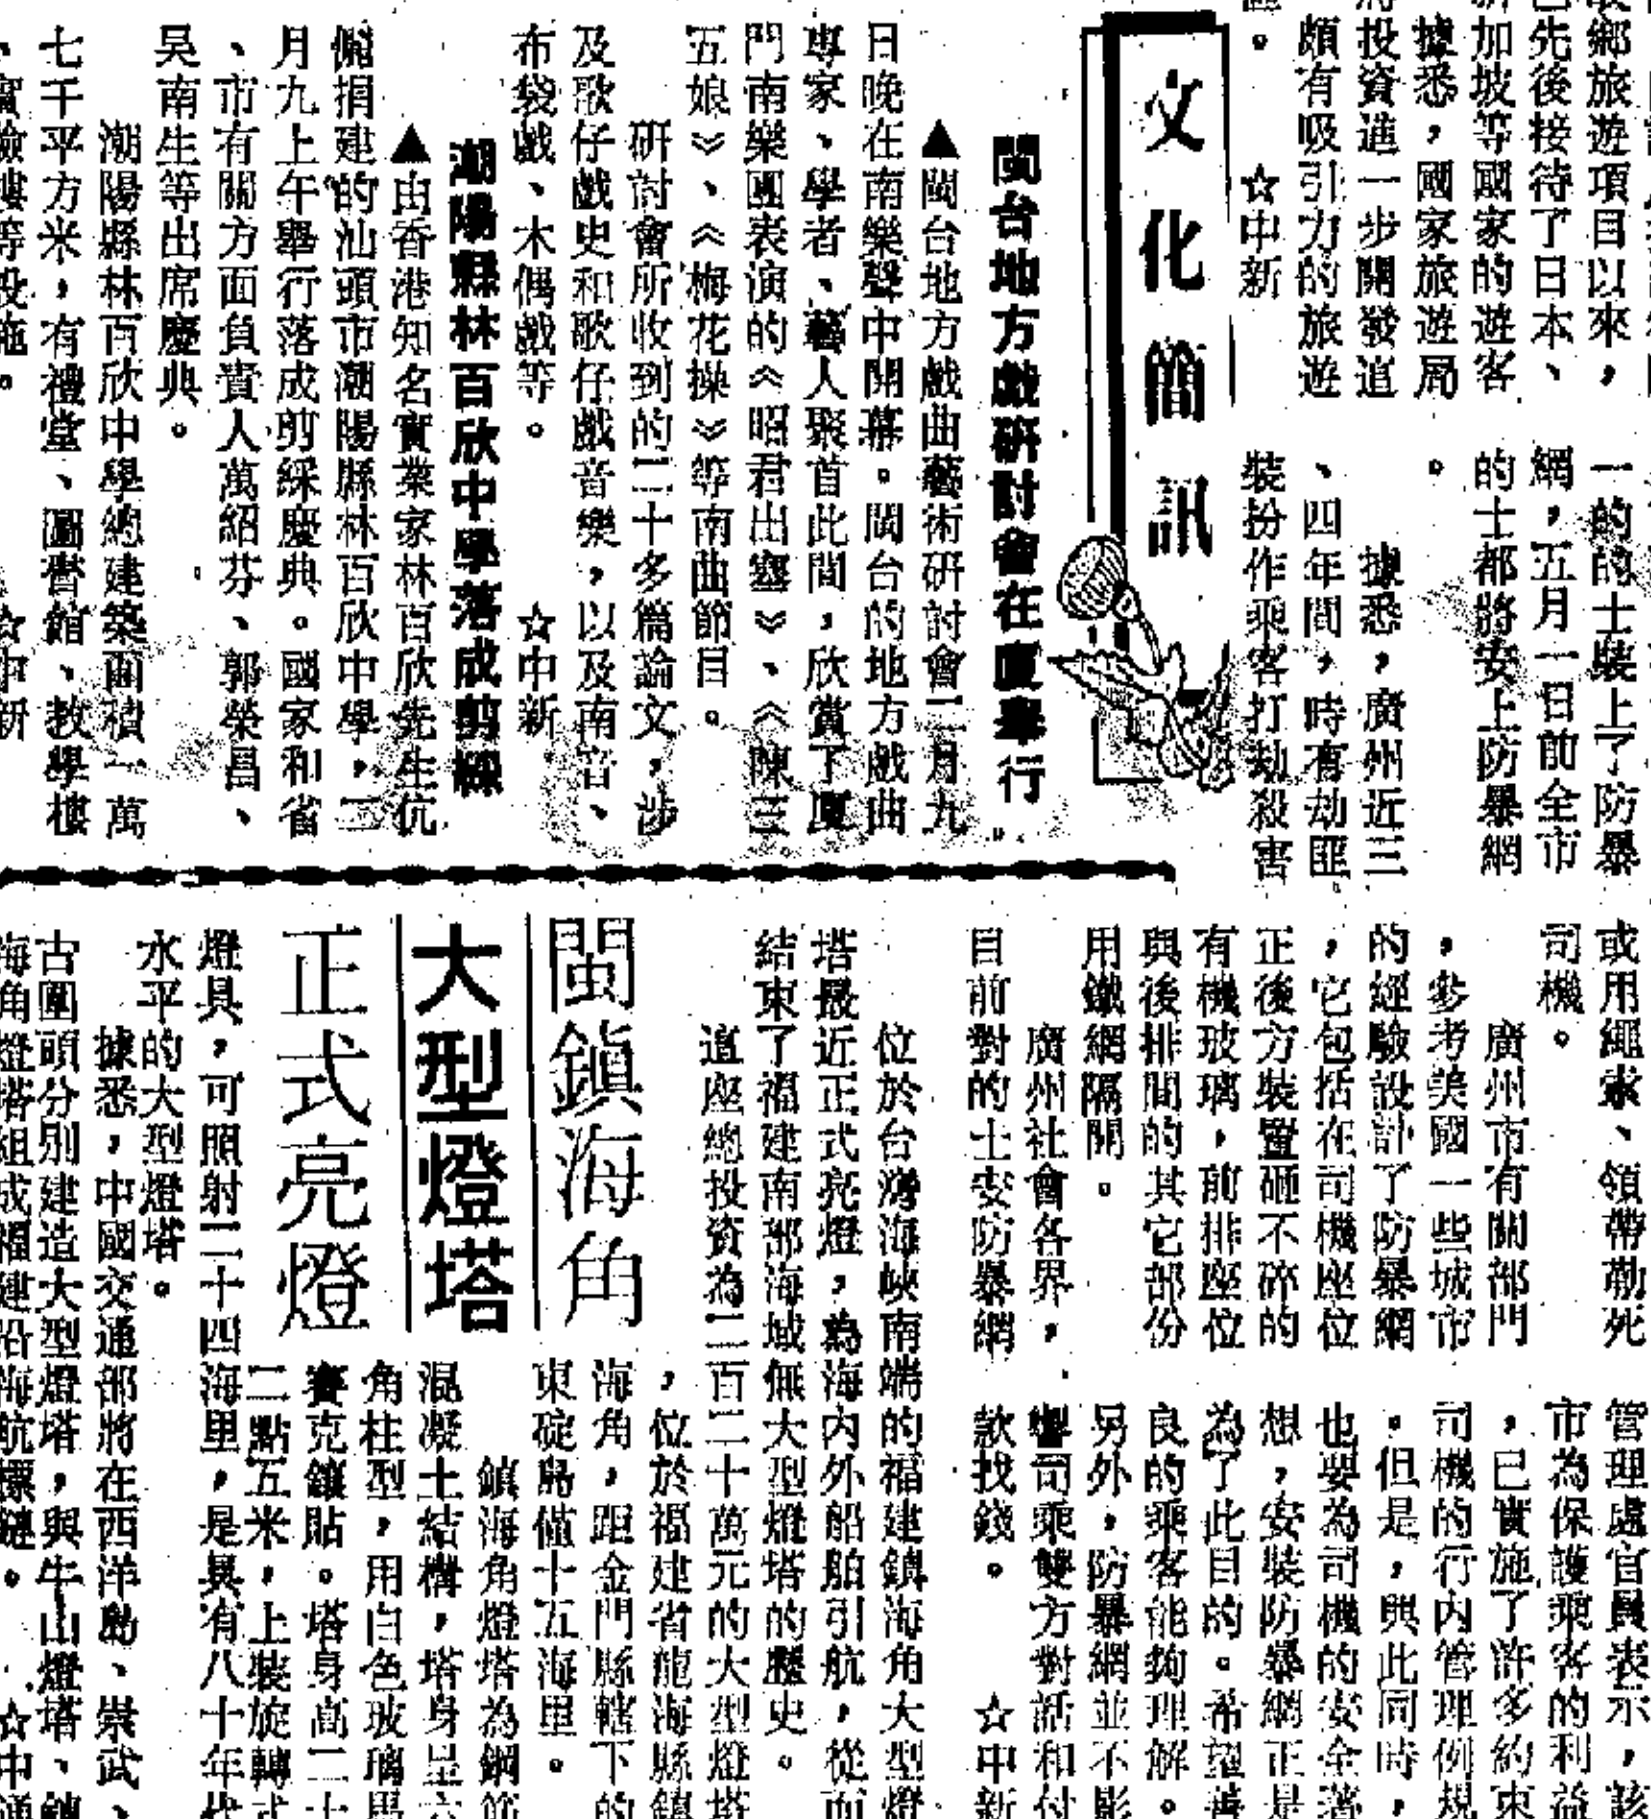 鄉旅遊項目以來，
已先後接待了日本、
新加坡等國家的遊客
據悉，國家旅遊局
將投資進一步開發這
頗有吸引力的旅遊
。　☆中新
一的的士裝上了防暴
網，五月一日前全市
的士都將安上防暴網
。
據悉，廣州近三
、四年間，時有劫匪
裝扮作乘客打劫殺害
或用繩索、領帶勒死
司機。
廣州市有關部門
，參考美國一些城市
的經驗設計了防暴網
，它包括在司機座位
正後方裝置砸不碎的
有機玻璃，前排座位
與後排間的其它部份
用鐵網隔開。
廣州社會各界，
目前對的士安防暴網
管理處官員表示，該
市為保護乘客的利益
，已實施了許多約束
司機的行內管理例規
。但是，與此同時，
也要為司機的安全著
想，安裝防暴網正是
為了此目的。希望善
良的乘客能夠理解。
另外，防暴網並不影
響司乘雙方對話和付
款找錢。　☆中新
文化簡訊
閩台地方戲研討會在廈舉行
▲閩台地方戲曲藝術研討會二月九
日晚在南樂聲中開幕。閩台的地方戲曲
專家、學者、藝人聚首此間，欣賞了廈
門南樂團表演的《昭君出塞》、《陳三
五娘》、《梅花操》等南曲節目。
研討會所收到的二十多篇論文，涉
及歌仔戲史和歌仔戲音樂，以及南音、
布袋戲、木偶戲等。　☆中新
潮陽縣林百欣中學落成剪綵
▲由香港知名實業家林百欣先生伉
儷捐建的汕頭市潮陽縣林百欣中學，二
月九上午舉行落成剪綵慶典。國家和省
、市有關方面負責人萬紹芬、郭榮昌、
吳南生等出席慶典。
潮陽縣林百欣中學總建築面積一萬
七千平方米，有禮堂、圖書館、教學樓
、實驗樓等設施。　☆中新
閩鎮海角
大型燈塔
正式亮燈
位於台灣海峽南端的福建鎮海角大型燈
塔最近正式亮燈，為海內外船舶引航，從而
結束了福建南部海域無大型燈塔的歷史。
這座總投資為二百二十萬元的大型燈塔
，位於福建省龍海縣鎮
海角，距金門縣轄下的
東碇島僅十五海里。
鎮海角燈塔為鋼筋
混凝土結構，塔身呈六
角柱型，用白色玻璃馬
賽克鑲貼。塔身高二十
二點五米，上裝旋轉式
燈具，可照射二十四海里，是具有八十年代
水平的大型燈塔。
據悉，中國交通部將在西洋島、崇武、
古圍頭分別建造大型燈塔，與牛山燈塔、鎮
海角燈塔組成福建沿海航標鏈。　☆中通